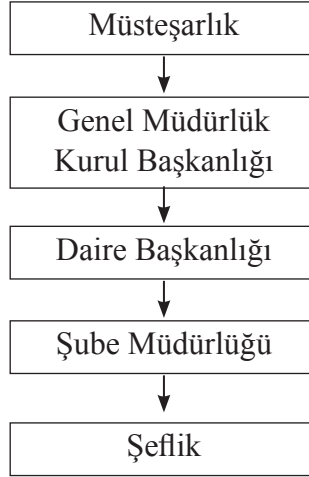 Müsteşarlık
Genel Müdürlük
Kurul Başkanlığı
Daire Başkanlığı
Şube Müdürlüğü
Şeflik